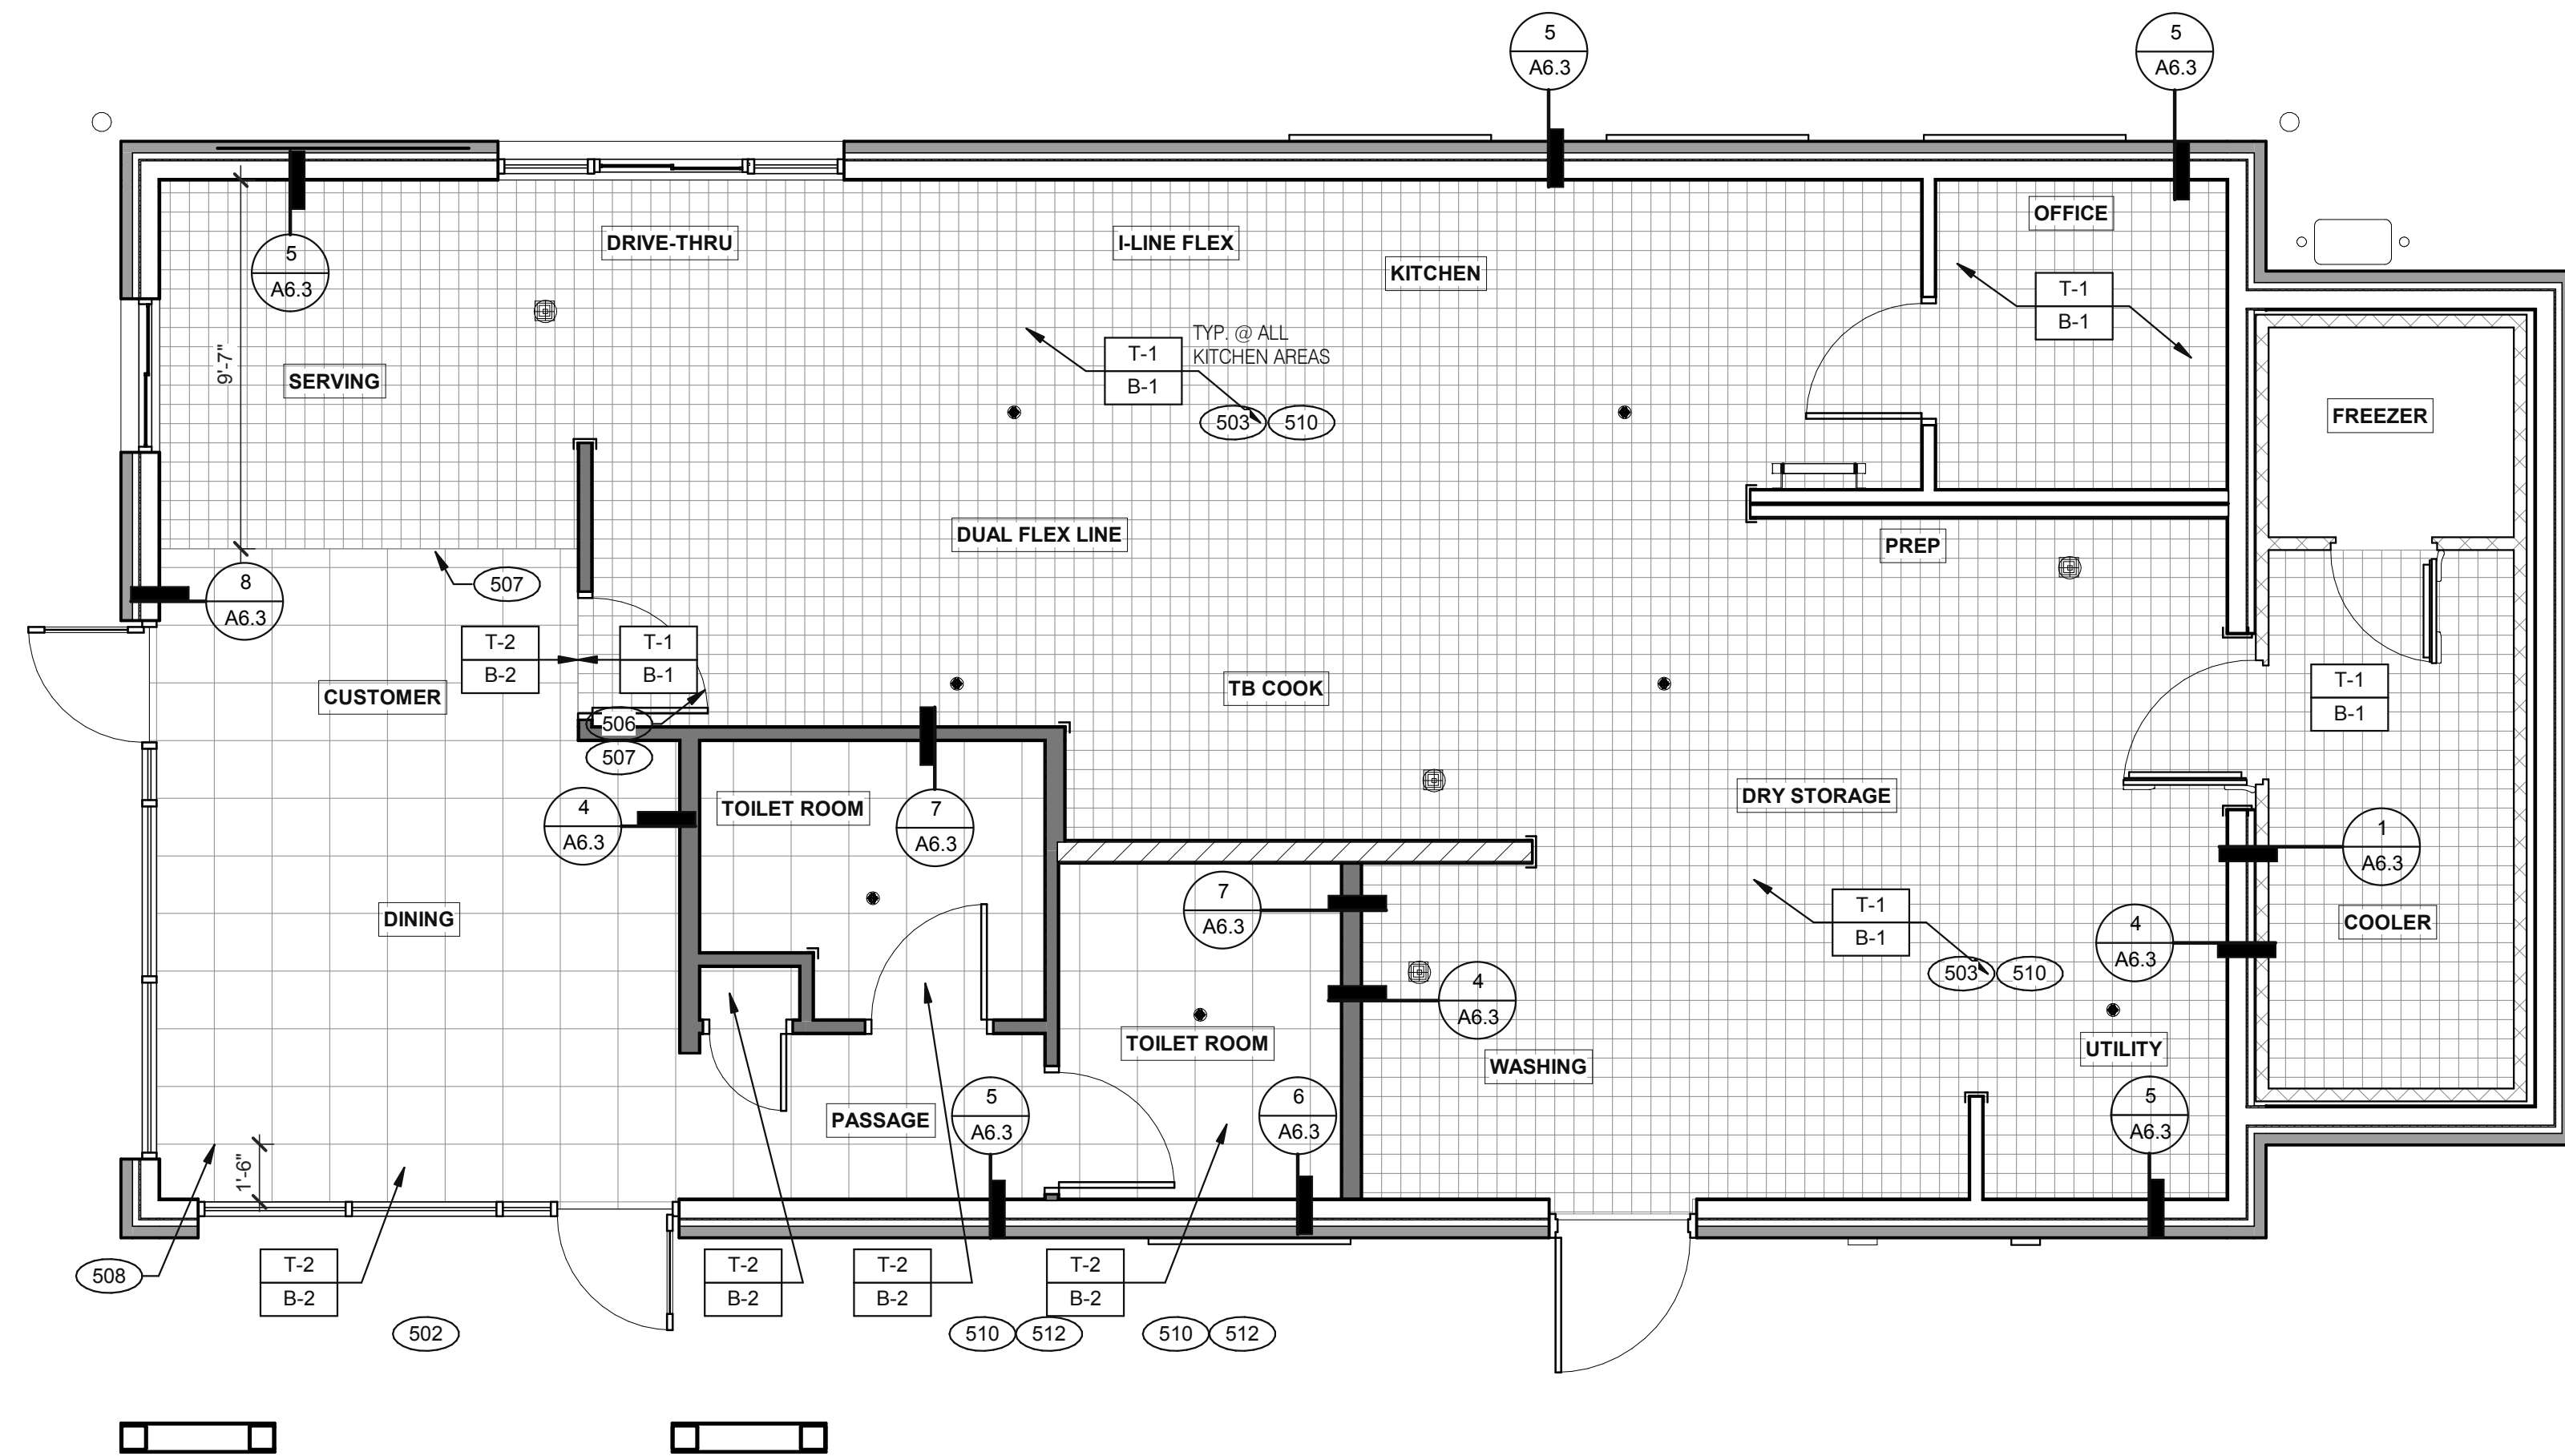 5
A6.3
5
A6.3
OFFICE
DRIVE-THRU
I-LINE FLEX
KITCHEN
5
A6.3
T-1
B-1
TYP. @ ALL
KITCHEN AREAS
T-1
B-1
9'-7"
SERVING
503
510
FREEZER
DUAL FLEX LINE
PREP
507
8
A6.3
T-2
B-2
T-1
B-1
CUSTOMER
TB COOK
T-1
B-1
506
507
TOILET ROOM
DRY STORAGE
4
A6.3
7
A6.3
1
A6.3
DINING
7
A6.3
T-1
B-1
503
510
4
A6.3
COOLER
4
A6.3
TOILET ROOM
WASHING
UTILITY
PASSAGE
5
A6.3
6
A6.3
5
A6.3
1'-6"
508
T-2
B-2
T-2
B-2
T-2
B-2
T-2
B-2
502
510
512
510
512